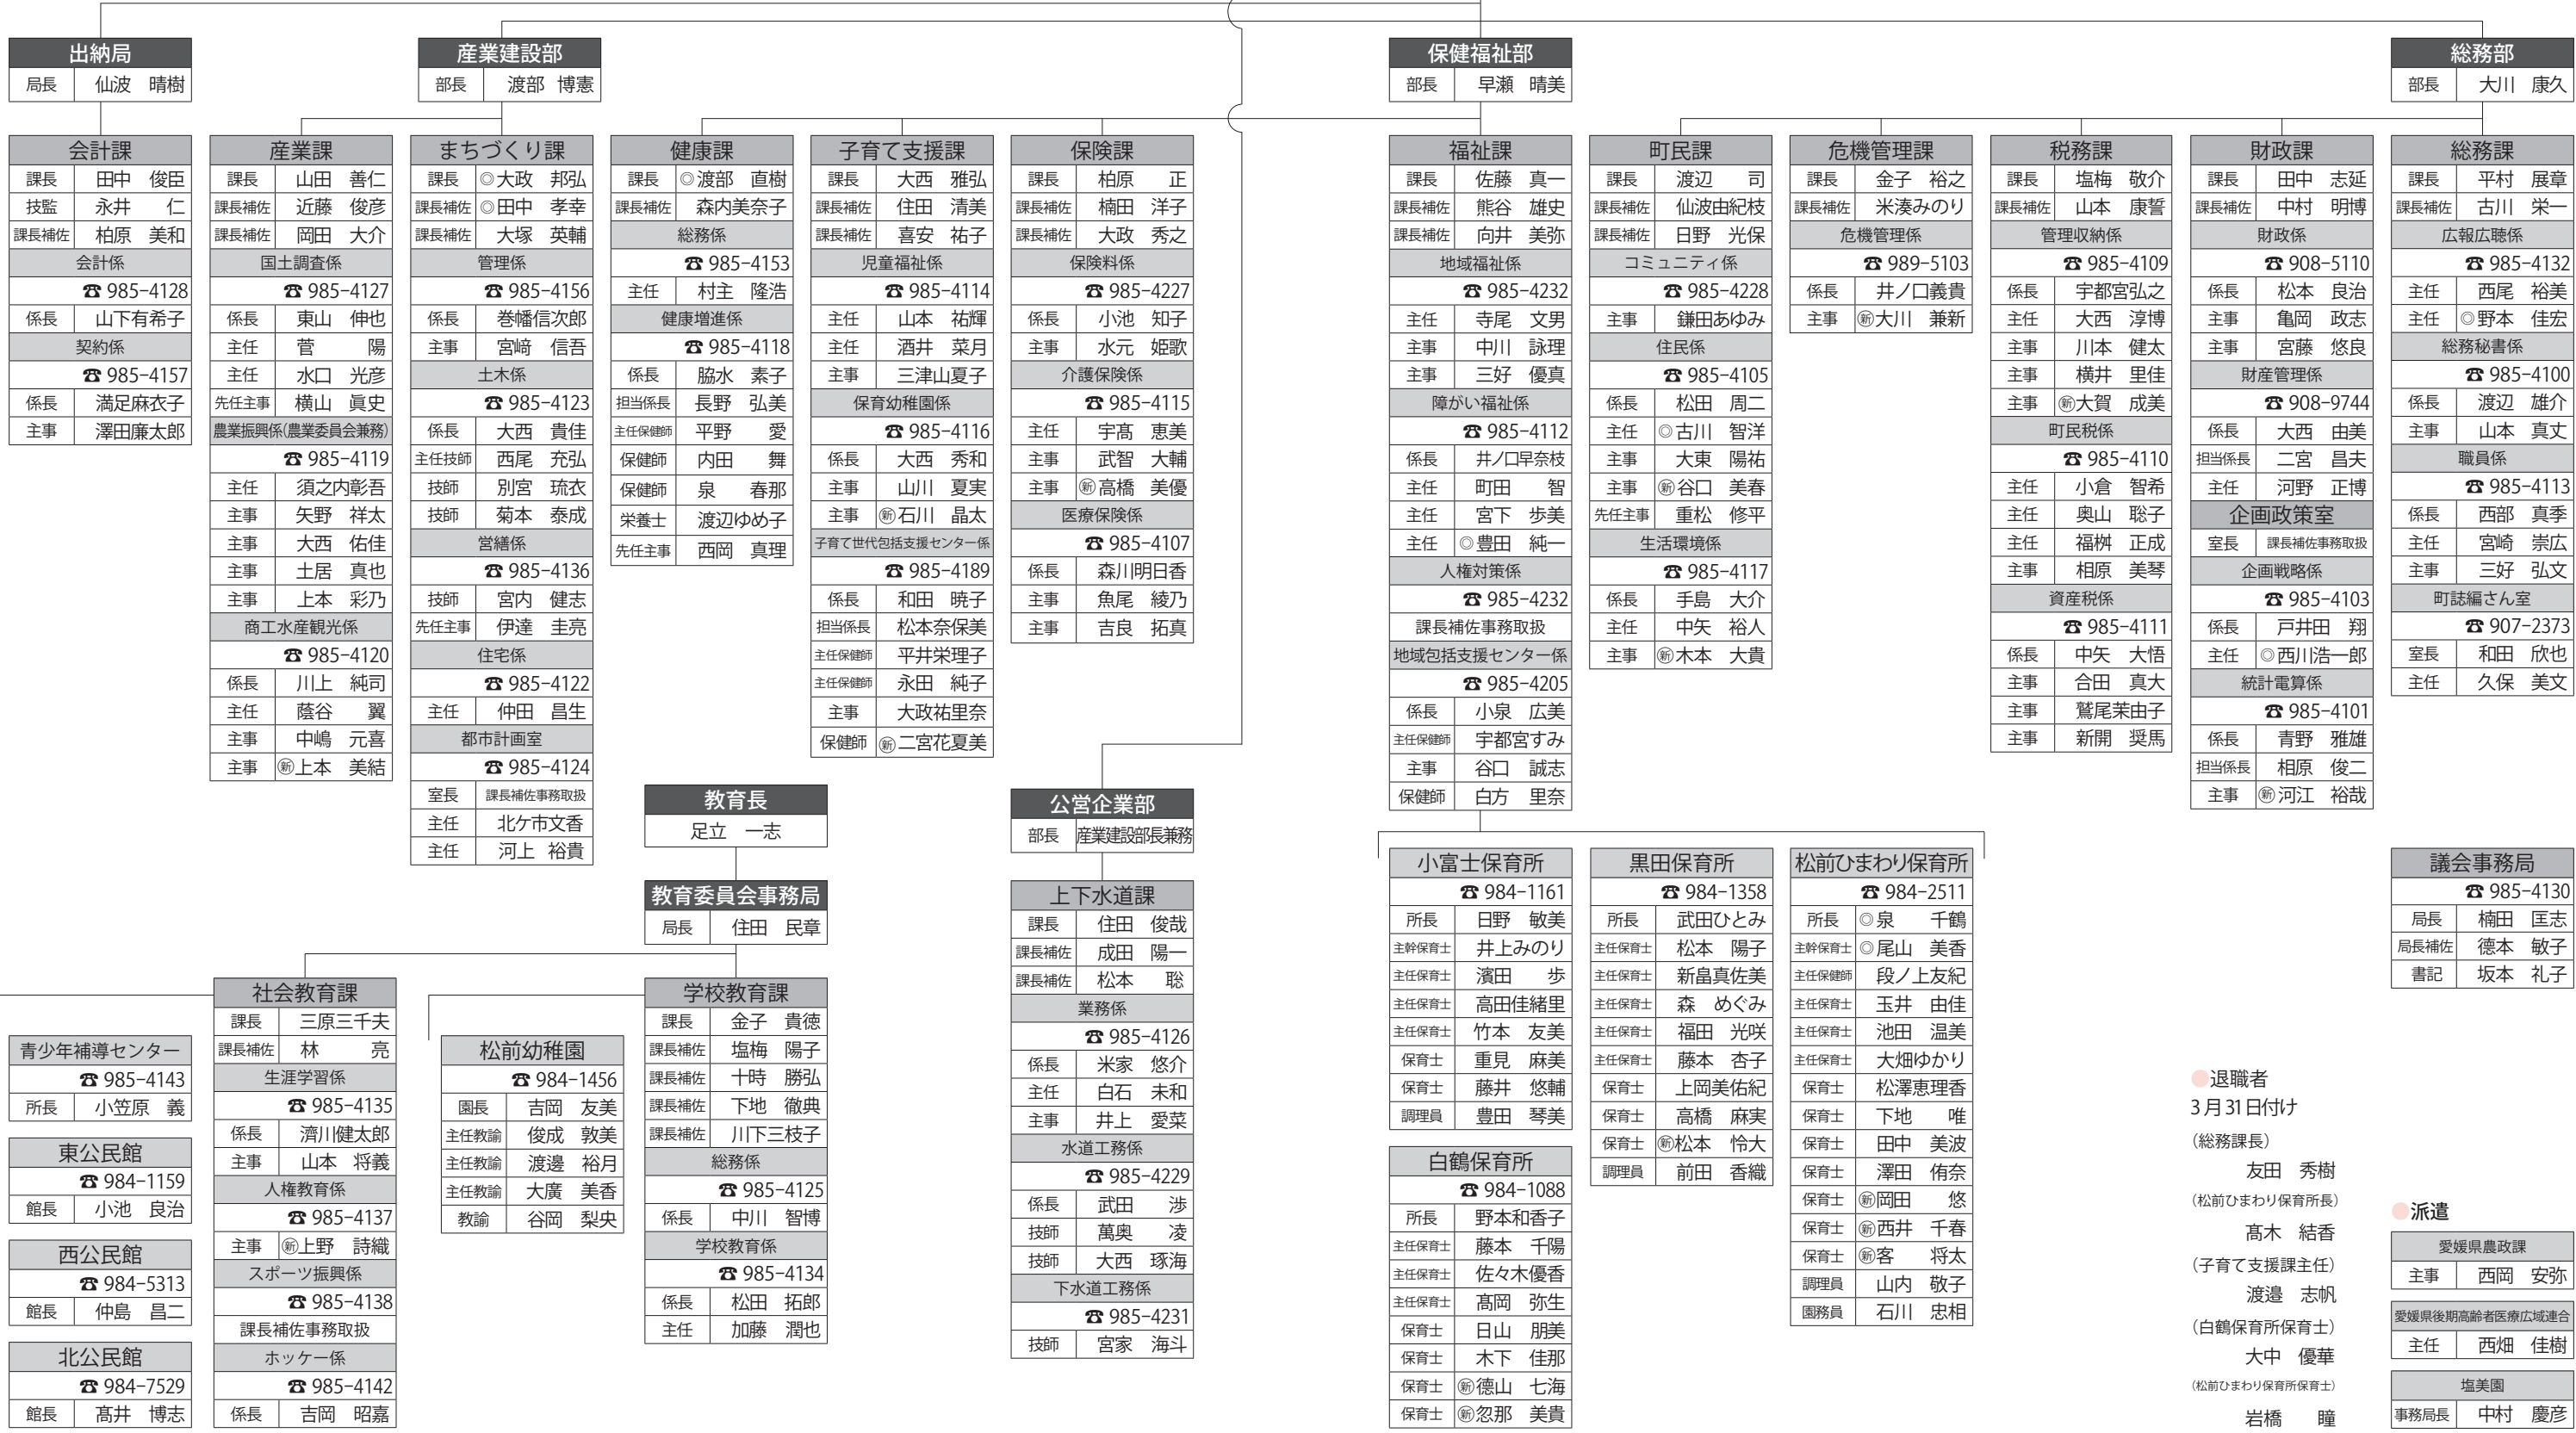 出納局
局長 仙波 晴樹
会計課
課長 田中 俊臣
技監 永井 仁
課長補佐 柏原 美和
会計係
☎ 985-4128
係長 山下有希子
契約係
☎ 985-4157
係長 満足麻衣子
主事 澤田廉太郎
産業建設部
部長 渡部 博憲
産業課
課長 山田 善仁
課長補佐 近藤 俊彦
課長補佐 岡田 大介
国土調査係
☎ 985-4127
係長 東山 伸也
主任 菅 陽
主任 水口 光彦
先任主事 横山 眞史
農業振興係(農業委員会兼務)
☎ 985-4119
主任 須之内彰吾
主事 矢野 祥太
主事 大西 佑佳
主事 土居 真也
主事 上本 彩乃
商工水産観光係
☎ 985-4120
係長 川上 純司
主任 蔭谷 翼
主事 中嶋 元喜
主事 ㊟上本 美結
まちづくり課
課長 ◎大政 邦弘
課長補佐 ◎田中 孝幸
課長補佐 大塚 英輔
管理係
☎ 985-4156
係長 巻幡信次郎
主事 宮﨑 信吾
土木係
☎ 985-4123
係長 大西 貴佳
主任技師 西尾 充弘
技師 別宮 琉衣
技師 菊本 泰成
営繕係
☎ 985-4136
技師 宮内 健志
先任主事 伊達 圭亮
住宅係
☎ 985-4122
主任 仲田 昌生
都市計画室
☎ 985-4124
室長 課長補佐事務取扱
主任 北ケ市文香
主任 河上 裕貴
保健福祉部
部長 早瀬 晴美
健康課
課長 ◎渡部 直樹
課長補佐 森内美奈子
総務係
☎ 985-4153
主任 村主 隆浩
健康増進係
☎ 985-4118
係長 脇水 素子
担当係長 長野 弘美
主任保健師 平野 愛
保健師 内田 舞
保健師 泉 春那
栄養士 渡辺ゆめ子
先任主事 西岡 真理
子育て支援課
課長 大西 雅弘
課長補佐 住田 清美
課長補佐 喜安 祐子
児童福祉係
☎ 985-4114
主任 山本 祐輝
主任 酒井 菜月
主事 三津山夏子
保育幼稚園係
☎ 985-4116
係長 大西 秀和
主事 山川 夏実
主事 新石川 晶太
子育て世代包括支援センター係
☎ 985-4189
係長 和田 暁子
担当係長 松本奈保美
主任保健師 平井栄理子
主任保健師 永田 純子
主事 大政祐里奈
保健師 新二宮花夏美
保険課
課長 柏原 正
課長補佐 楠田 洋子
課長補佐 大政 秀之
保険料係
☎ 985-4227
係長 小池 知子
主事 水元 姫歌
介護保険係
☎ 985-4115
主任 宇髙 恵美
主事 武智 大輔
主事 新高橋 美優
医療保険係
☎ 985-4107
係長 森川明日香
主事 魚尾 綾乃
主事 吉良 拓真
福祉課
課長 佐藤 真一
課長補佐 熊谷 雄史
課長補佐 向井 美弥
地域福祉係
☎ 985-4232
主任 寺尾 文男
主事 中川 詠理
主事 三好 優真
障がい福祉係
☎ 985-4112
係長 井ノ口早奈枝
主任 町田 智
主任 宮下 歩美
主任 ◎豊田 純一
人権対策係
☎ 985-4232
課長補佐事務取扱
地域包括支援センター係
☎ 985-4205
係長 小泉 広美
主任保健師 宇都宮すみ
主事 谷口 誠志
保健師 白方 里奈
総務部
部長 大川 康久
町民課
課長 渡辺 司
課長補佐 仙波由紀枝
課長補佐 日野 光保
コミュニティ係
☎ 985-4228
主事 鎌田あゆみ
住民係
☎ 985-4105
係長 松田 周二
主任 ◎古川 智洋
主事 大東 陽祐
主事 新谷口 美春
先任主事 重松 修平
生活環境係
☎ 985-4117
係長 手島 大介
主任 中矢 裕人
主事 新木本 大貴
危機管理課
課長 金子 裕之
課長補佐 米湊みのり
危機管理係
☎ 989-5103
係長 井ノ口義貴
主事 新大川 兼新
税務課
課長 塩梅 敬介
課長補佐 山本 康誓
管理収納係
☎ 985-4109
係長 宇都宮弘之
主任 大西 淳博
主事 川本 健太
主事 横井 里佳
主事 新大賀 成美
町民税係
☎ 985-4110
主任 小倉 智希
主任 奥山 聡子
主任 福桝 正成
主事 相原 美琴
資産税係
☎ 985-4111
係長 中矢 大悟
主事 合田 真大
主事 鷲尾茉由子
主事 新開 奨馬
財政課
課長 田中 志延
課長補佐 中村 明博
財政係
☎ 908-5110
係長 松本 良治
主事 亀岡 政志
主事 宮藤 悠良
財産管理係
☎ 908-9744
係長 大西 由美
担当係長 二宮 昌夫
主任 河野 正博
企画政策室
室長 課長補佐事務取扱
企画戦略係
☎ 985-4103
係長 戸井田 翔
主任 ◎西川浩一郎
統計電算係
☎ 985-4101
係長 青野 雅雄
担当係長 相原 俊二
主事 新河江 裕哉
総務課
課長 平村 展章
課長補佐 古川 栄一
広報広聴係
☎ 985-4132
主任 西尾 裕美
主任 ◎野本 佳宏
総務秘書係
☎ 985-4100
係長 渡辺 雄介
主事 山本 真丈
職員係
☎ 985-4113
係長 西部 真季
主任 宮崎 崇広
主事 三好 弘文
町誌編さん室
☎ 907-2373
室長 和田 欣也
主任 久保 美文
教育長
足立 一志
教育委員会事務局
局長 住田 民章
社会教育課
課長 三原三千夫
課長補佐 林 亮
生涯学習係
☎ 985-4135
係長 濟川健太郎
主事 山本 将義
人権教育係
☎ 985-4137
主事 新上野 詩織
スポーツ振興係
☎ 985-4138
課長補佐事務取扱
ホッケー係
☎ 985-4142
係長 吉岡 昭嘉
青少年補導センター
☎ 985-4143
所長 小笠原 義
東公民館
☎ 984-1159
館長 小池 良治
西公民館
☎ 984-5313
館長 仲島 昌二
北公民館
☎ 984-7529
館長 髙井 博志
学校教育課
課長 金子 貴徳
課長補佐 塩梅 陽子
課長補佐 十時 勝弘
課長補佐 下地 徹典
課長補佐 川下三枝子
総務係
☎ 985-4125
係長 中川 智博
学校教育係
☎ 985-4134
係長 松田 拓郎
主任 加藤 潤也
松前幼稚園
☎ 984-1456
園長 吉岡 友美
主任教諭 俊成 敦美
主任教諭 渡邊 裕月
主任教諭 大廣 美香
教諭 谷岡 梨央
公営企業部
部長 産業建設部長兼務
上下水道課
課長 住田 俊哉
課長補佐 成田 陽一
課長補佐 松本 聡
業務係
☎ 985-4126
係長 米家 悠介
主任 白石 未和
主事 井上 愛菜
水道工務係
☎ 985-4229
係長 武田 渉
技師 萬奥 凌
技師 大西 琢海
下水道工務係
☎ 985-4231
技師 宮家 海斗
小富士保育所
☎ 984-1161
所長 日野 敏美
主幹保育士 井上みのり
主任保育士 濱田 歩
主任保育士 高田佳緒里
主任保育士 竹本 友美
保育士 重見 麻美
保育士 藤井 悠輔
調理員 豊田 琴美
白鶴保育所
☎ 984-1088
所長 野本和香子
主任保育士 藤本 千陽
主任保育士 佐々木優香
主任保育士 髙岡 弥生
保育士 日山 朋美
保育士 木下 佳那
保育士 新德山 七海
保育士 新忽那 美貴
黒田保育所
☎ 984-1358
所長 武田ひとみ
主任保育士 松本 陽子
主任保育士 新畠真佐美
主任保育士 森 めぐみ
主任保育士 福田 光咲
主任保育士 藤本 杏子
保育士 上岡美佑紀
保育士 高橋 麻実
保育士 新松本 怜大
調理員 前田 香織
松前ひまわり保育所
☎ 984-2511
所長 ◎泉 千鶴
主幹保育士 ◎尾山 美香
主任保健師 段ノ上友紀
主任保育士 玉井 由佳
主任保育士 池田 温美
主任保育士 大畑ゆかり
保育士 松澤恵理香
保育士 下地 唯
保育士 田中 美波
保育士 澤田 侑奈
保育士 新岡田 悠
保育士 新西井 千春
保育士 新客 将太
調理員 山内 敬子
園務員 石川 忠相
議会事務局
☎ 985-4130
局長 楠田 匡志
局長補佐 德本 敏子
書記 坂本 礼子
●退職者
3月31日付け
(総務課長)
友田 秀樹
(松前ひまわり保育所長)
髙木 結香
(子育て支援課主任)
渡邉 志帆
(白鶴保育所保育士)
大中 優華
(松前ひまわり保育所保育士)
岩橋 瞳
●派遣
愛媛県農政課
主事 西岡 安弥
愛媛県後期高齢者医療広域連合
主任 西畑 佳樹
塩美園
事務局長 中村 慶彦